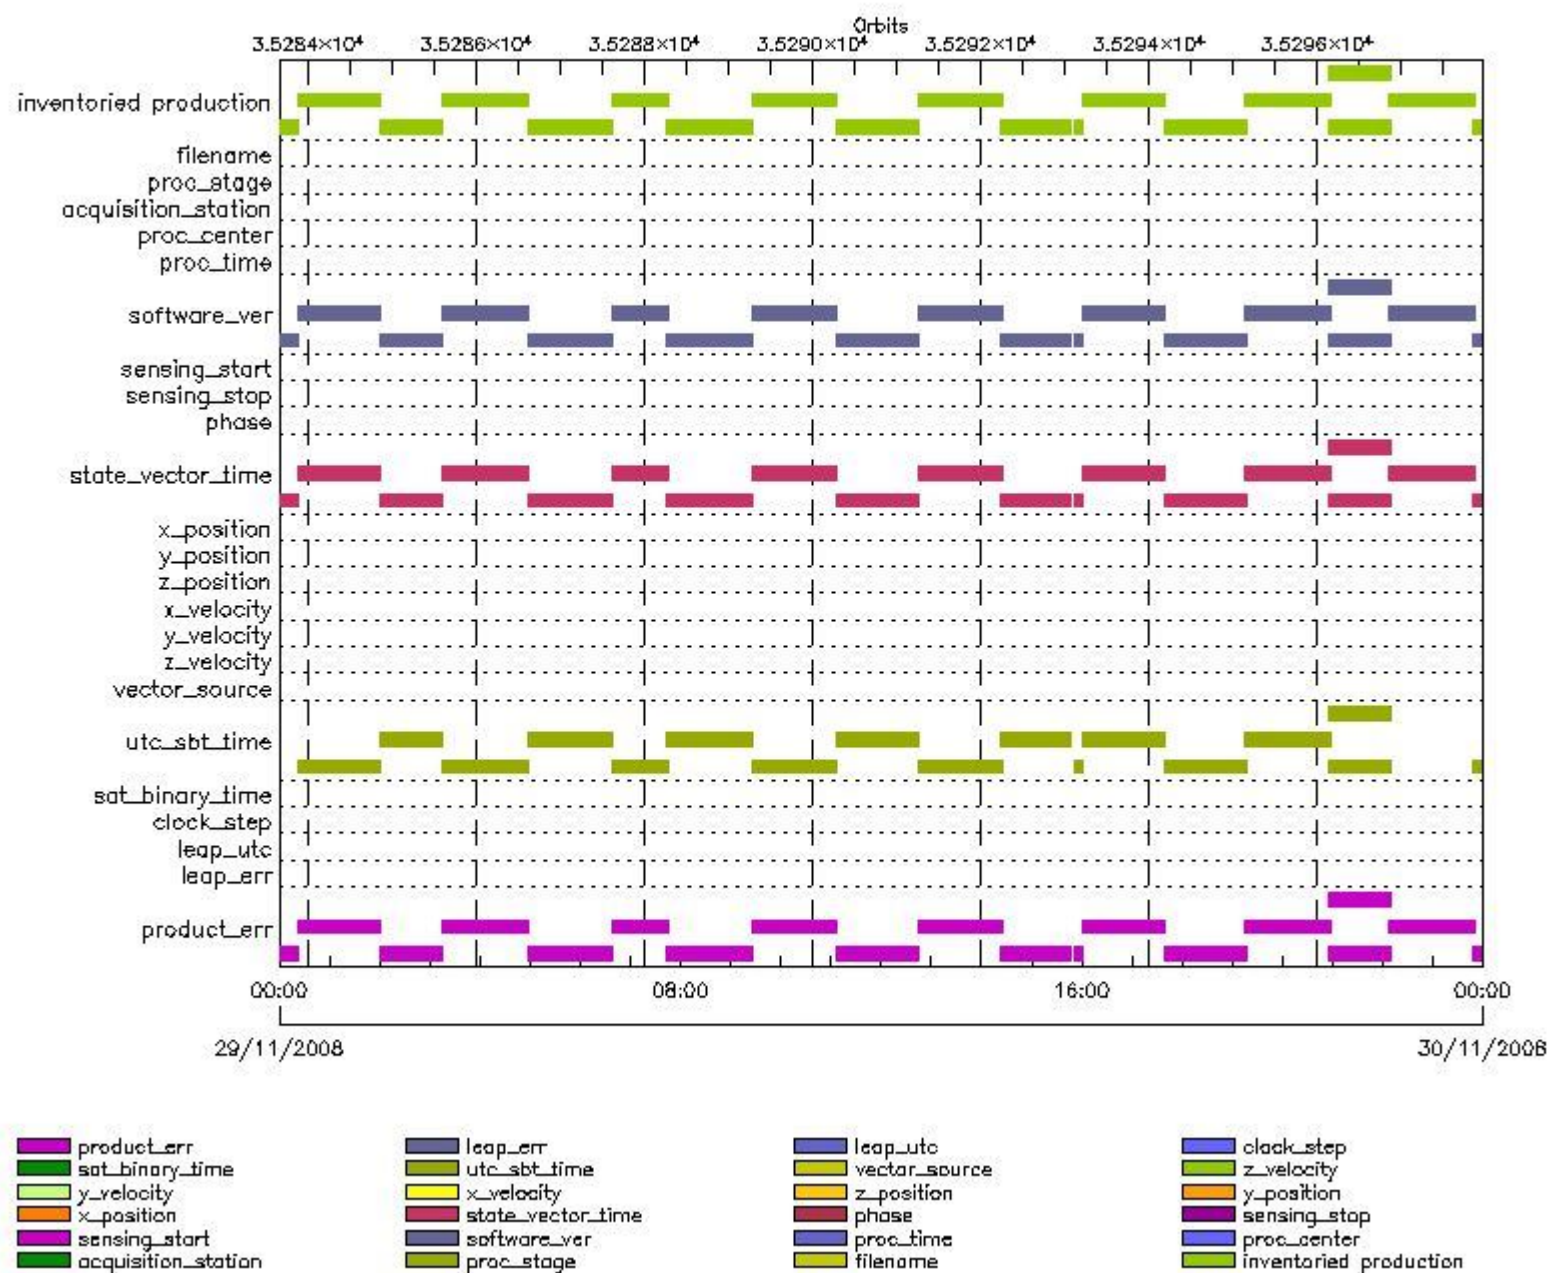 Orbits
3.5284×10⁴ 3.5286×10⁴ 3.5288×10⁴ 3.5290×10⁴ 3.5292×10⁴ 3.5294×10⁴ 3.5296×10⁴
inventoried production
filename
proc_stage
acquisition_station
proc_center
proc_time
software_ver
sensing_start
sensing_stop
phase
state_vector_time
x_position
y_position
z_position
x_velocity
y_velocity
z_velocity
vector_source
utc_sbt_time
sat_binary_time
clock_step
leap_utc
leap_err
product_err
00:00 08:00 16:00 00:00
29/11/2008 30/11/2008
product_err leap_err leap_utc clock_step
sat_binary_time utc_sbt_time vector_source z_velocity
y_velocity x_velocity z_position y_position
x_position state_vector_time phase sensing_stop
sensing_start software_ver proc_time proc_center
acquisition_station proc_stage filename inventoried production